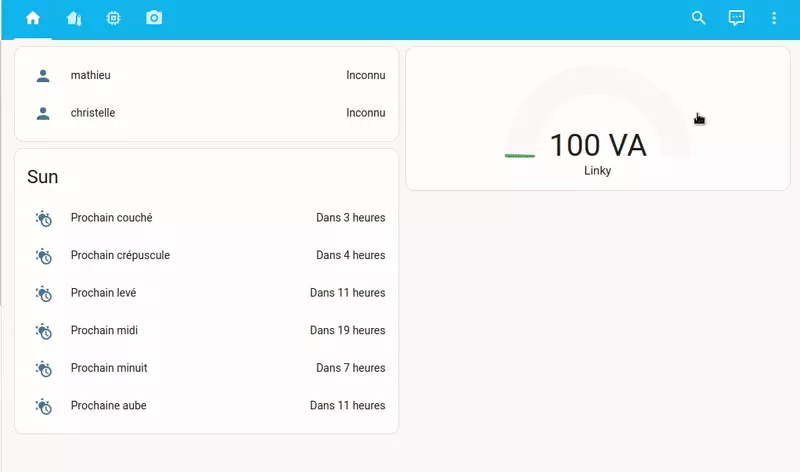 mathieu Inconnu
christelle Inconnu
Sun
Prochain couché Dans 3 heures
Prochain crépuscule Dans 4 heures
Prochain levé Dans 11 heures
Prochain midi Dans 19 heures
Prochain minuit Dans 7 heures
Prochaine aube Dans 11 heures
100 VA
Linky